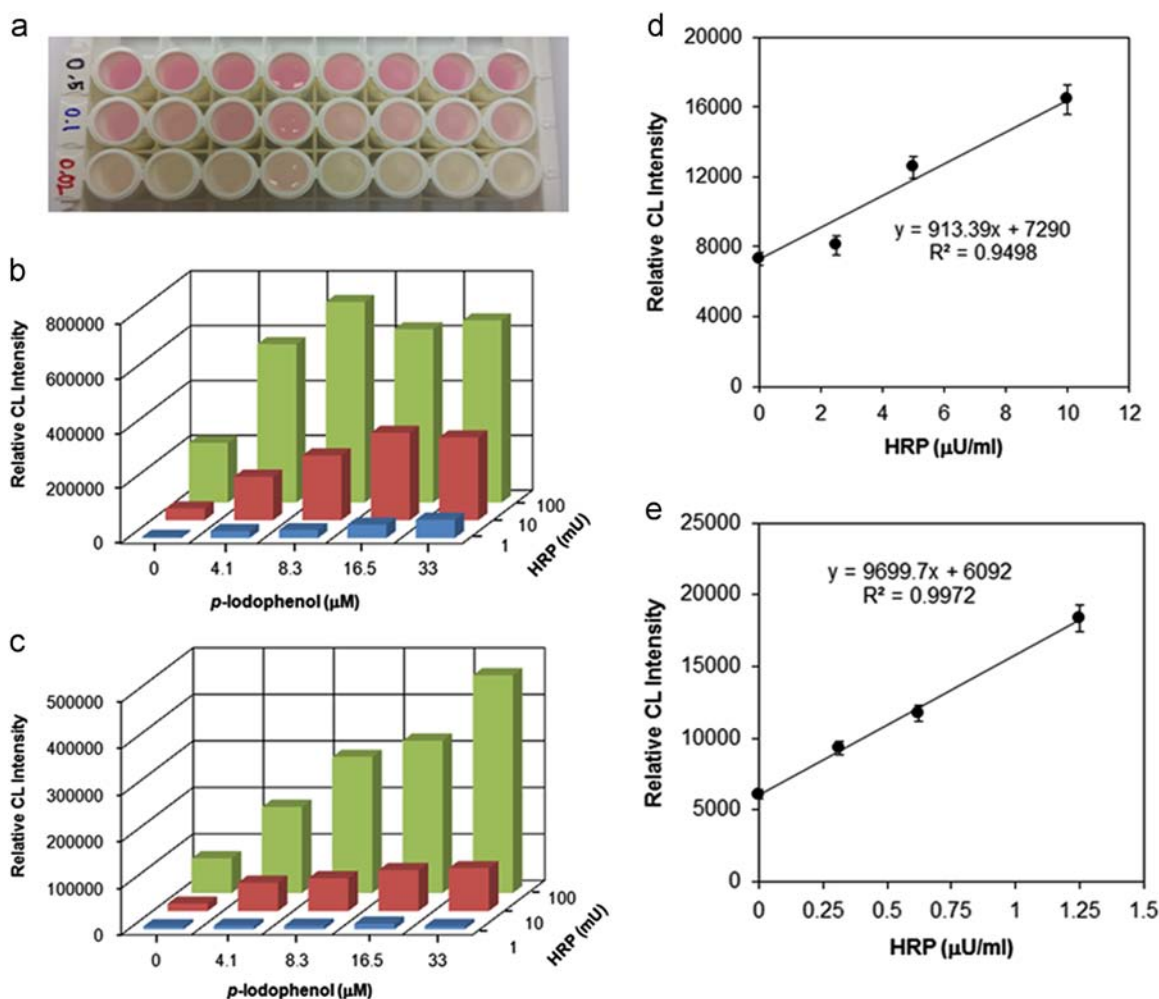 a
0,5
0.1
0.02
b
Relative CL Intensity
800000
600000
400000
200000
0
0 4.1 8.3 16.5 33
p-Iodophenol (μM)
1 10 100
HRP (mU)
c
Relative CL Intensity
500000
400000
300000
200000
100000
0
0 4.1 8.3 16.5 33
p-Iodophenol (μM)
1 10 100
HRP (mU)
d
Relative CL Intensity
20000
16000
12000
8000
4000
0
y = 913.39x + 7290
R² = 0.9498
0 2 4 6 8 10 12
HRP (μU/ml)
e
Relative CL Intensity
25000
20000
15000
10000
5000
0
y = 9699.7x + 6092
R² = 0.9972
0 0.25 0.5 0.75 1 1.25 1.5
HRP (μU/ml)